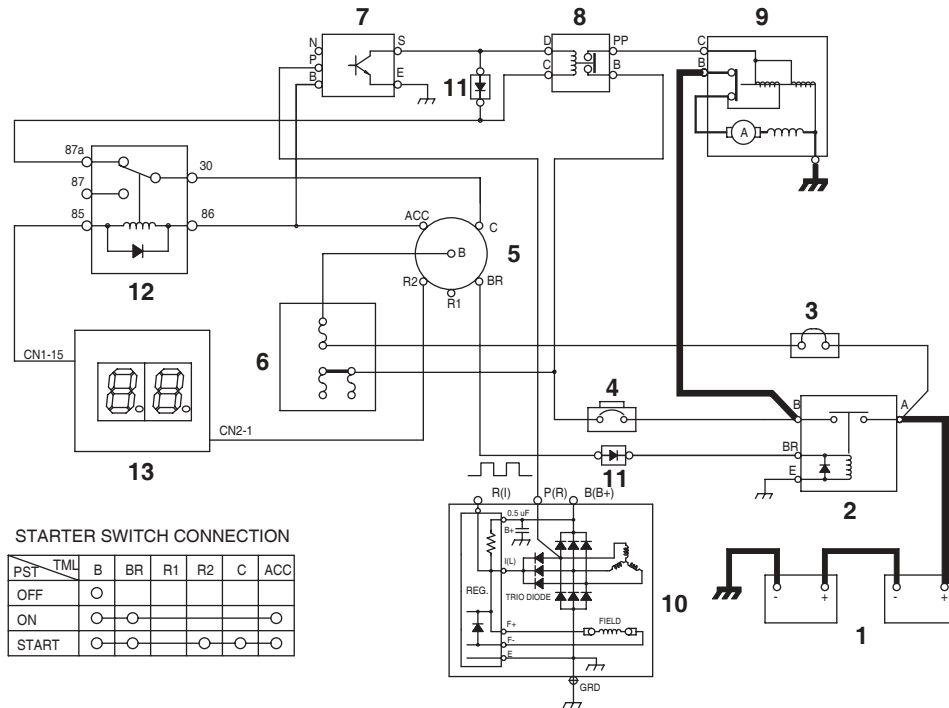 7
8
9
N
P
B
S
E
11
D
C
PP
B
C
B
A
87a
87
85
30
86
12
ACC
C
B
5
R2
R1
BR
6
3
4
B
A
BR
E
2
11
CN1-15
CN2-1
13
R(I)
P(R)
B(B+)
0.5 uF
B+
I(L)
REG.
TRIO DIODE
F+
FIELD
F-
E
GRD
10
- + - +
1
STARTER SWITCH CONNECTION
PST TML B BR R1 R2 C ACC
OFF
ON
START